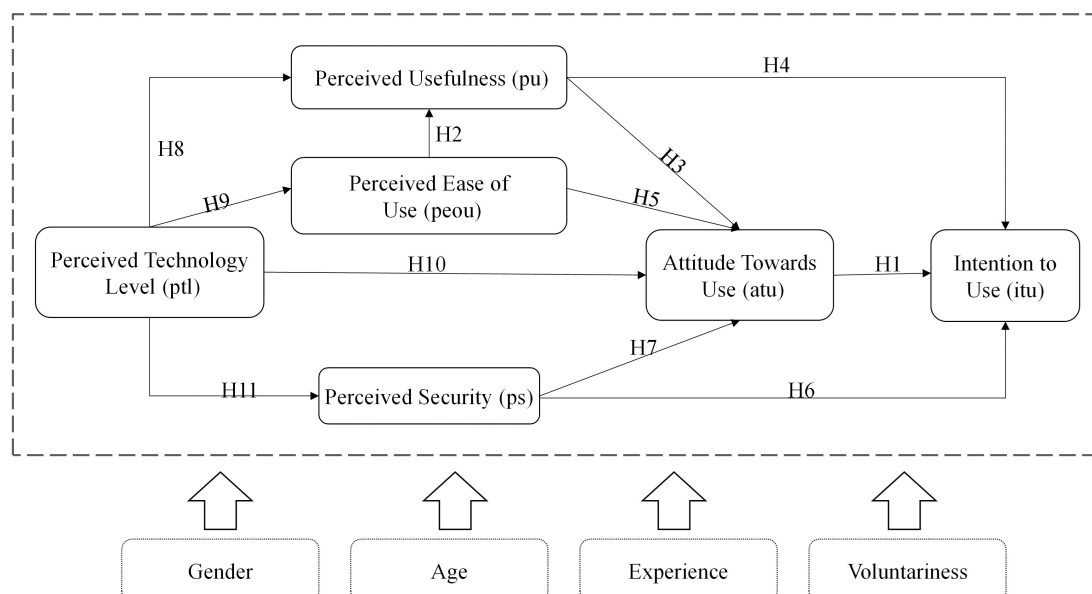 Perceived Usefulness (pu)
H4
H2
H3
H8
Perceived Ease of
Use (peou)
H9
H5
Perceived Technology
Level (ptl)
H10
Attitude Towards
Use (atu)
H1
Intention to
Use (itu)
H7
H11
Perceived Security (ps)
H6
Gender
Age
Experience
Voluntariness